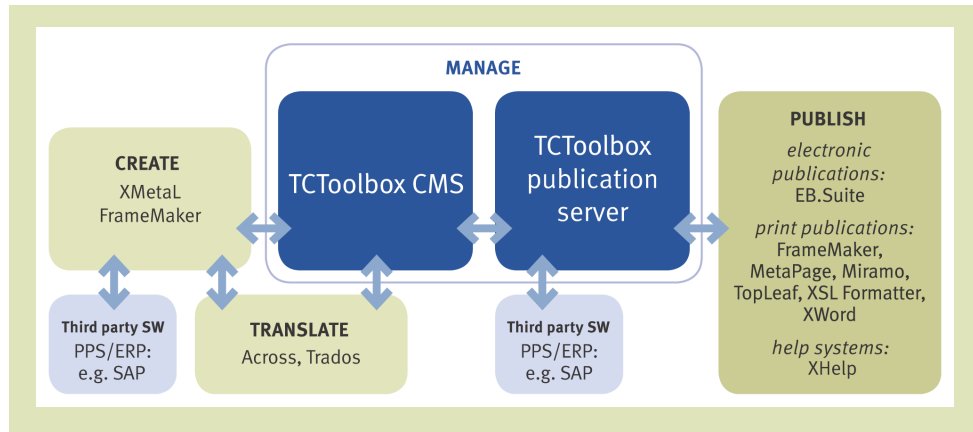 MANAGE
CREATE
XMetaL
FrameMaker
TCToolbox CMS
TCToolbox
publication
server
PUBLISH
electronic
publications:
EB.Suite
print publications:
FrameMaker,
MetaPage, Miramo,
TopLeaf, XSL Formatter,
XWord
help systems:
XHelp
Third party SW
PPS/ERP:
e.g. SAP
TRANSLATE
Across, Trados
Third party SW
PPS/ERP:
e.g. SAP